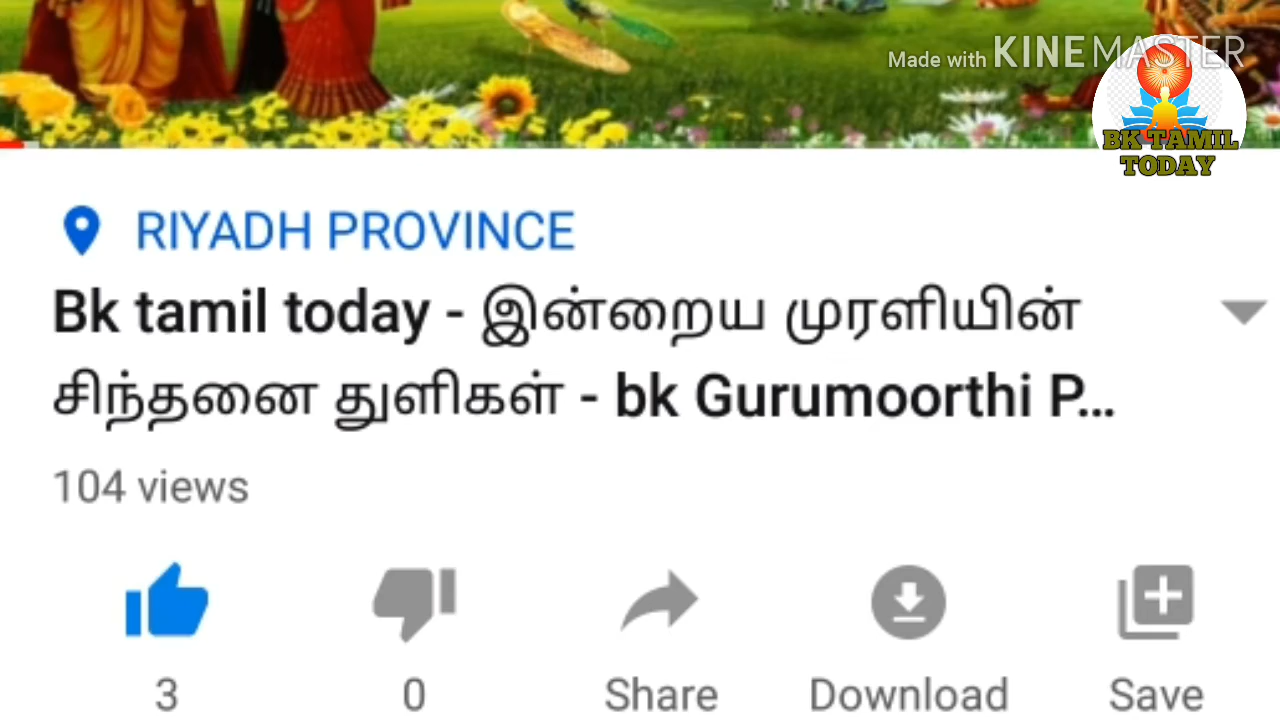 Made with KINEMASTER
BK TAMIL
TODAY
RIYADH PROVINCE
Bk tamil today - இன்றைய முரளியின்
சிந்தனை துளிகள் - bk Gurumoorthi P...
104 views
3 0 Share Download Save